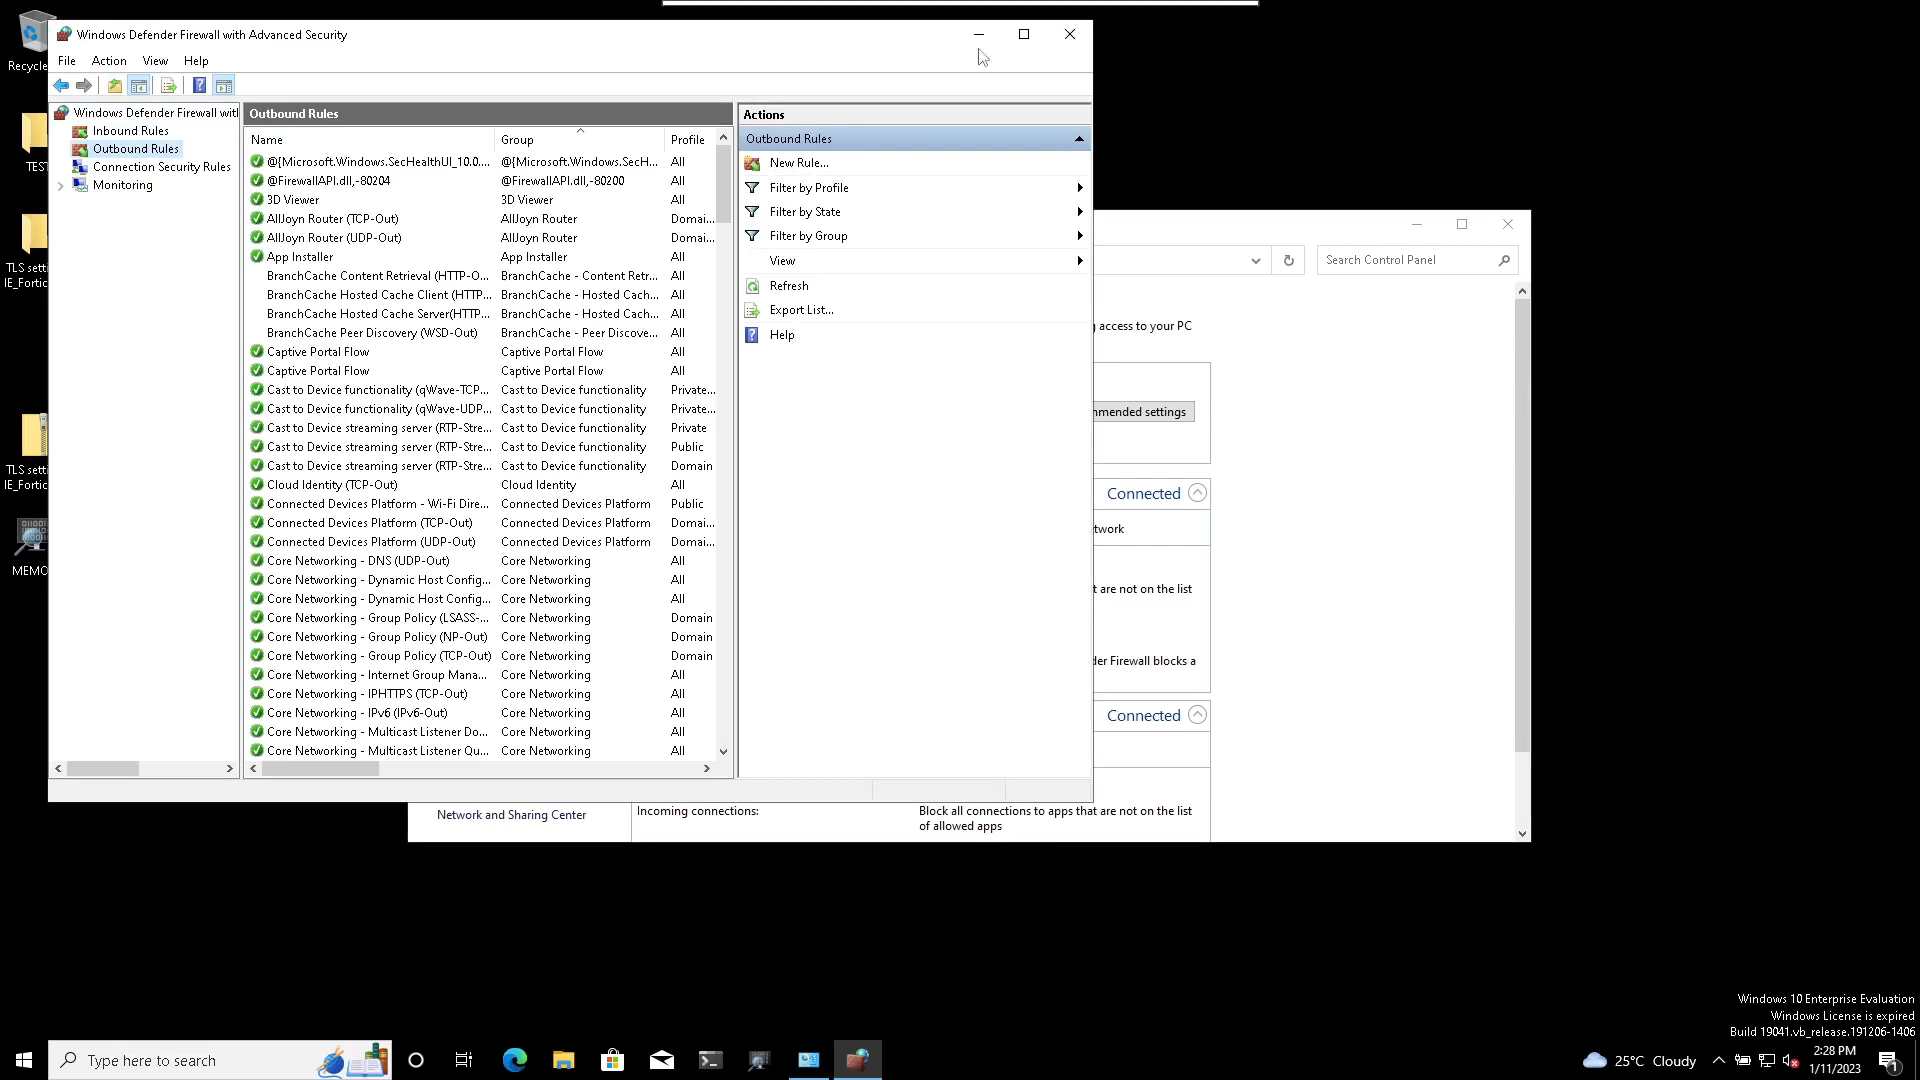 Windows Defender Firewall with Advanced Security
File Action View Help
Recycle
TEST
TLS setti
IE_Fortic
TLS setti
IE_Fortic
MEMO
Windows Defender Firewall witl
Inbound Rules
Outbound Rules
Connection Security Rules
Monitoring
Outbound Rules
Name Group Profile
@{Microsoft.Windows.SecHealthUI_10.0.... @{Microsoft.Windows.SecH... All
@FirewallAPI.dll,-80204 @FirewallAPI.dll,-80200 All
3D Viewer 3D Viewer All
AllJoyn Router (TCP-Out) AllJoyn Router Domai...
AllJoyn Router (UDP-Out) AllJoyn Router Domai...
App Installer App Installer All
BranchCache Content Retrieval (HTTP-O... BranchCache - Content Retr... All
BranchCache Hosted Cache Client (HTTP... BranchCache - Hosted Cach... All
BranchCache Hosted Cache Server(HTTP... BranchCache - Hosted Cach... All
BranchCache Peer Discovery (WSD-Out) BranchCache - Peer Discove... All
Captive Portal Flow Captive Portal Flow All
Captive Portal Flow Captive Portal Flow All
Cast to Device functionality (qWave-TCP... Cast to Device functionality Private...
Cast to Device functionality (qWave-UDP... Cast to Device functionality Private...
Cast to Device streaming server (RTP-Stre... Cast to Device functionality Private
Cast to Device streaming server (RTP-Stre... Cast to Device functionality Public
Cast to Device streaming server (RTP-Stre... Cast to Device functionality Domain
Cloud Identity (TCP-Out) Cloud Identity All
Connected Devices Platform - Wi-Fi Dire... Connected Devices Platform Public
Connected Devices Platform (TCP-Out) Connected Devices Platform Domai...
Connected Devices Platform (UDP-Out) Connected Devices Platform Domai...
Core Networking - DNS (UDP-Out) Core Networking All
Core Networking - Dynamic Host Config... Core Networking All
Core Networking - Dynamic Host Config... Core Networking All
Core Networking - Group Policy (LSASS-... Core Networking Domain
Core Networking - Group Policy (NP-Out) Core Networking Domain
Core Networking - Group Policy (TCP-Out) Core Networking Domain
Core Networking - Internet Group Mana... Core Networking All
Core Networking - IPHTTPS (TCP-Out) Core Networking All
Core Networking - IPv6 (IPv6-Out) Core Networking All
Core Networking - Multicast Listener Do... Core Networking All
Core Networking - Multicast Listener Qu... Core Networking All
Actions
Outbound Rules
New Rule...
Filter by Profile
Filter by State
Filter by Group
View
Refresh
Export List...
Help
Search Control Panel
access to your PC
mmended settings
Connected
twork
t are not on the list
der Firewall blocks a
Connected
Network and Sharing Center
Incoming connections:
Block all connections to apps that are not on the list
of allowed apps
Windows 10 Enterprise Evaluation
Windows License is expired
Build 19041.vb_release.191206-1406
Type here to search
25°C Cloudy
2:28 PM
1/11/2023
1